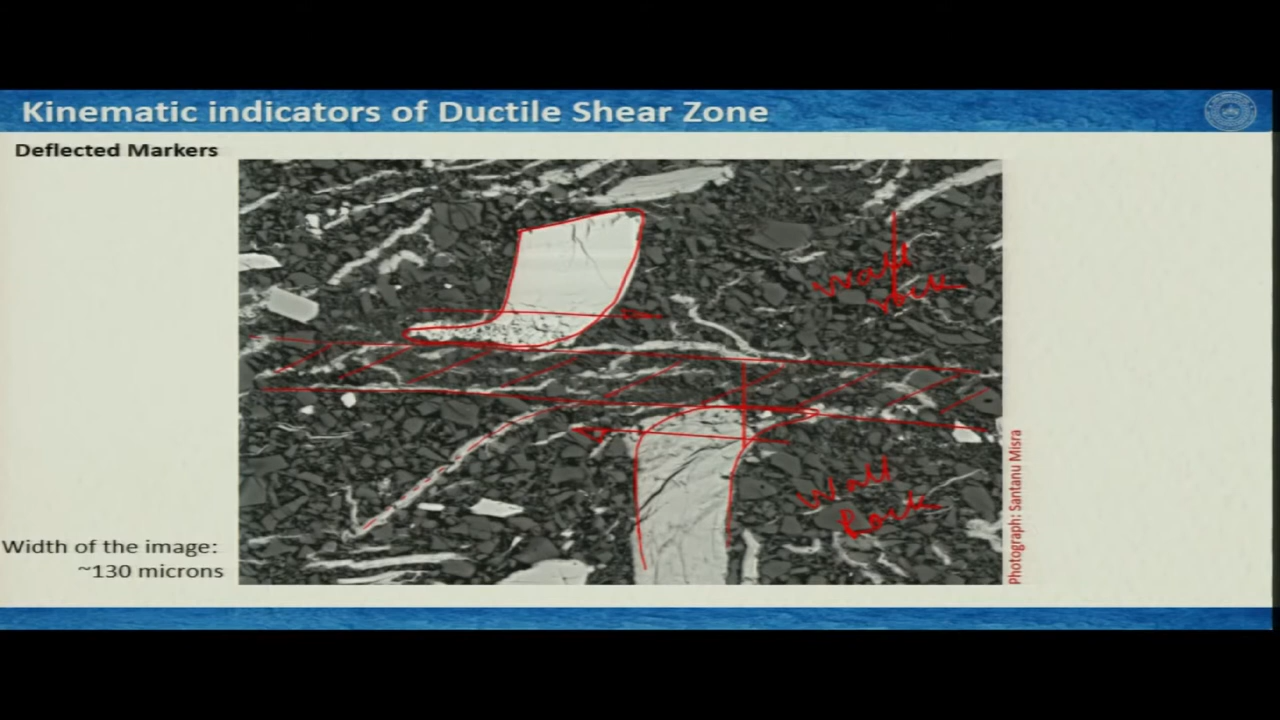 Kinematic indicators of Ductile Shear Zone
Deflected Markers
Wall
rock
Wall
Rock
Width of the image:
~130 microns
Photograph: Santanu Misra